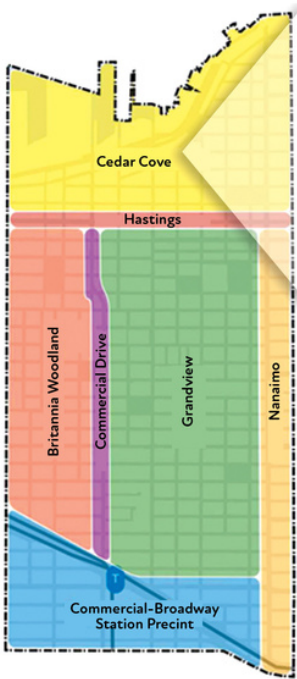 Cedar Cove
Hastings
Britannia Woodland
Commercial Drive
Grandview
Nanaimo
T
Commercial-Broadway
Station Precint